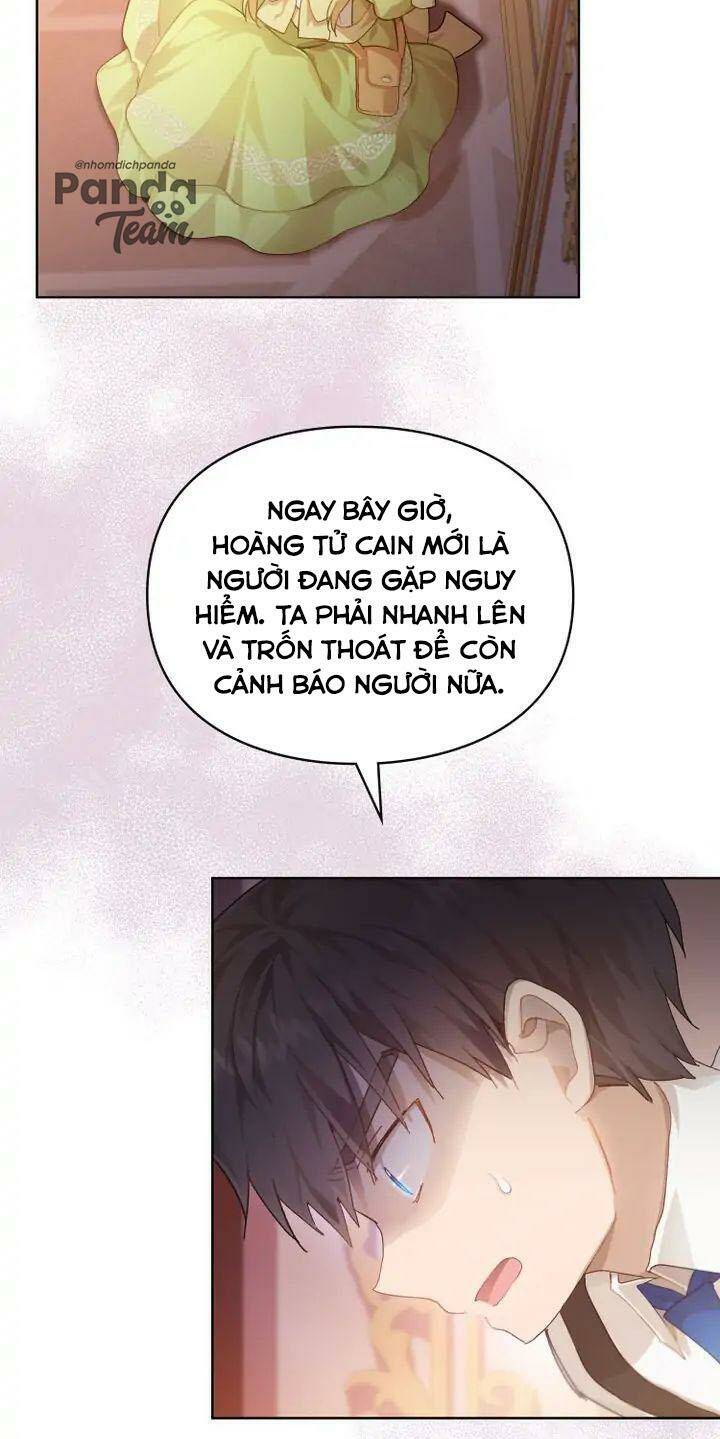 @nhomdichpanda
Panda
Team
NGAY BÂY GIỜ,
HOÀNG TỬ CAIN MỚI LÀ
NGƯỜI ĐANG GẶP NGUY
HIỂM. TA PHẢI NHANH LÊN
VÀ TRỐN THOÁT ĐỂ CÒN
CẢNH BÁO NGƯỜI NỮA.